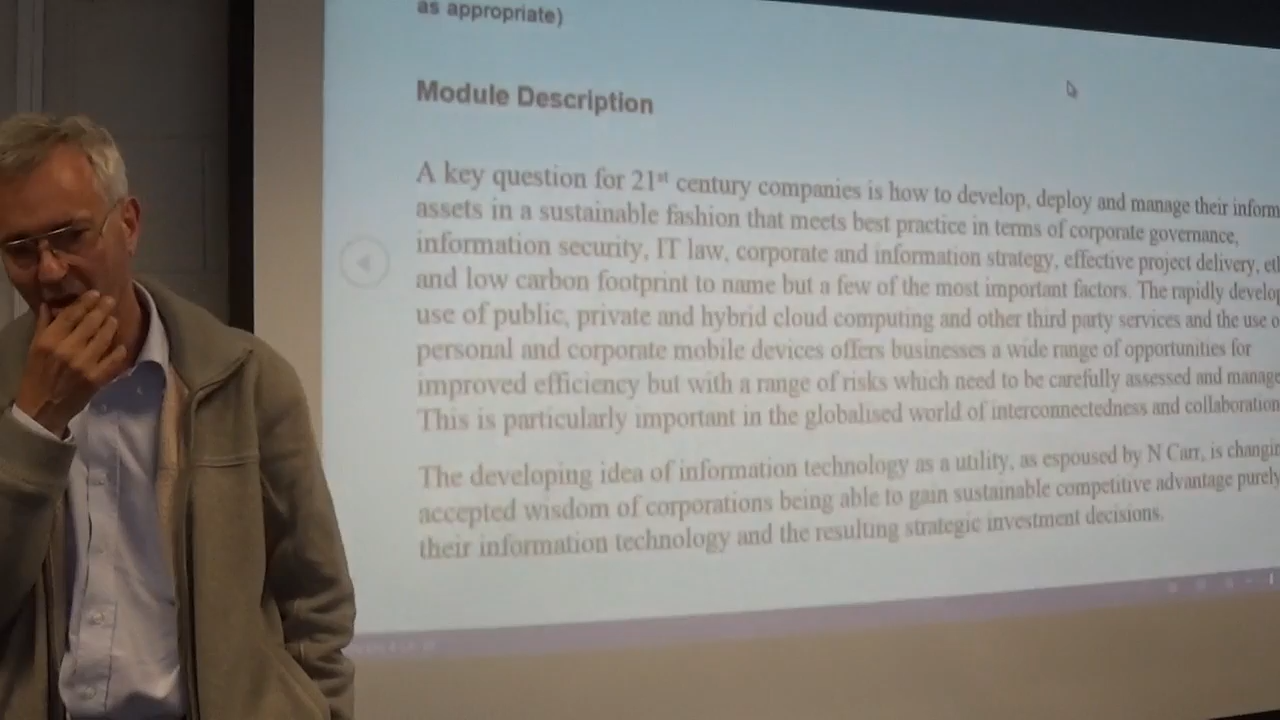 as appropriate)
Module Description
A key question for 21st century companies is how to develop, deploy and manage their inform
assets in a sustainable fashion that meets best practice in terms of corporate governance,
information security, IT law, corporate and information strategy, effective project delivery, eth
and low carbon footprint to name but a few of the most important factors. The rapidly develop
use of public, private and hybrid cloud computing and other third party services and the use o
personal and corporate mobile devices offers businesses a wide range of opportunities for
improved efficiency but with a range of risks which need to be carefully assessed and manage
This is particularly important in the globalised world of interconnectedness and collaboration
The developing idea of information technology as a utility, as espoused by N Carr, is changin
accepted wisdom of corporations being able to gain sustainable competitive advantage purely
their information technology and the resulting strategic investment decisions.